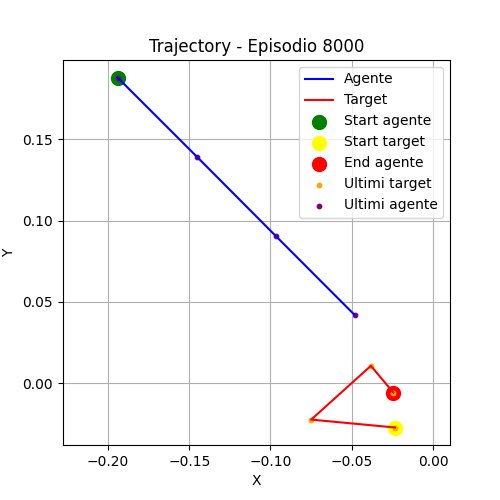 Trajectory - Episodio 8000
Agente
Target
Start agente
Start target
End agente
Ultimi target
Ultimi agente
Y
0.15
0.10
0.05
0.00
−0.20 −0.15 −0.10 −0.05 0.00
X